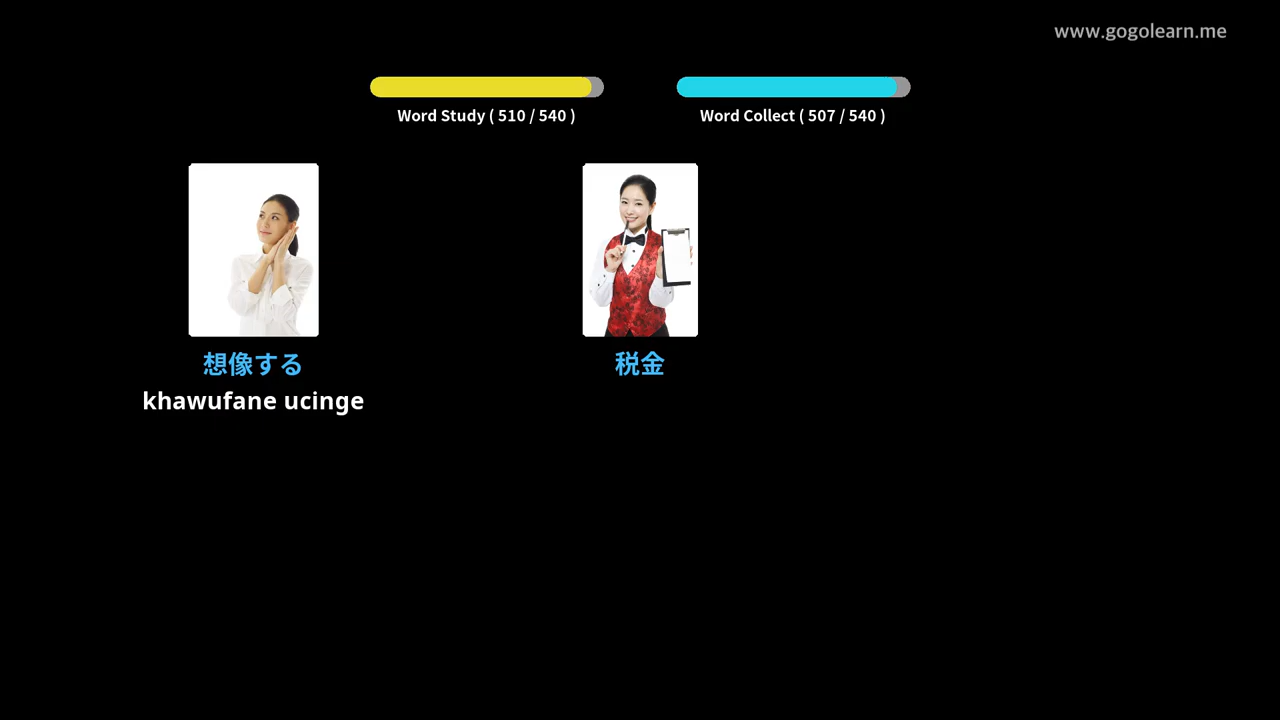 www.gogolearn.me
Word Study ( 510 / 540 )
Word Collect ( 507 / 540 )
想像する
税金
khawufane ucinge